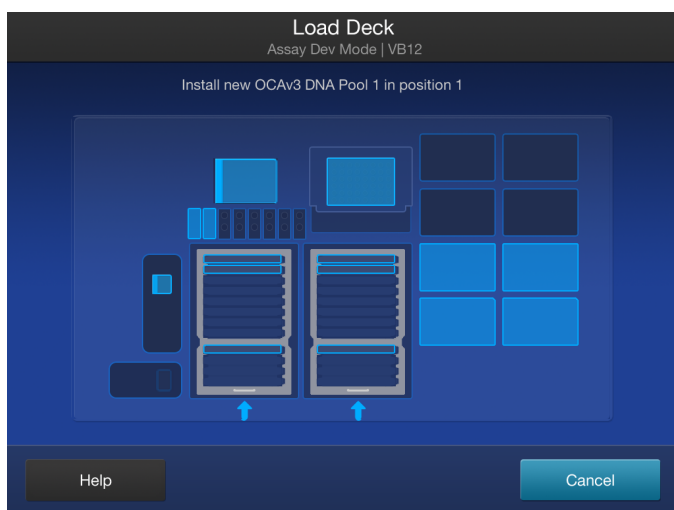 Load Deck
Assay Dev Mode | VB12
Install new OCAv3 DNA Pool 1 in position 1
Help
Cancel